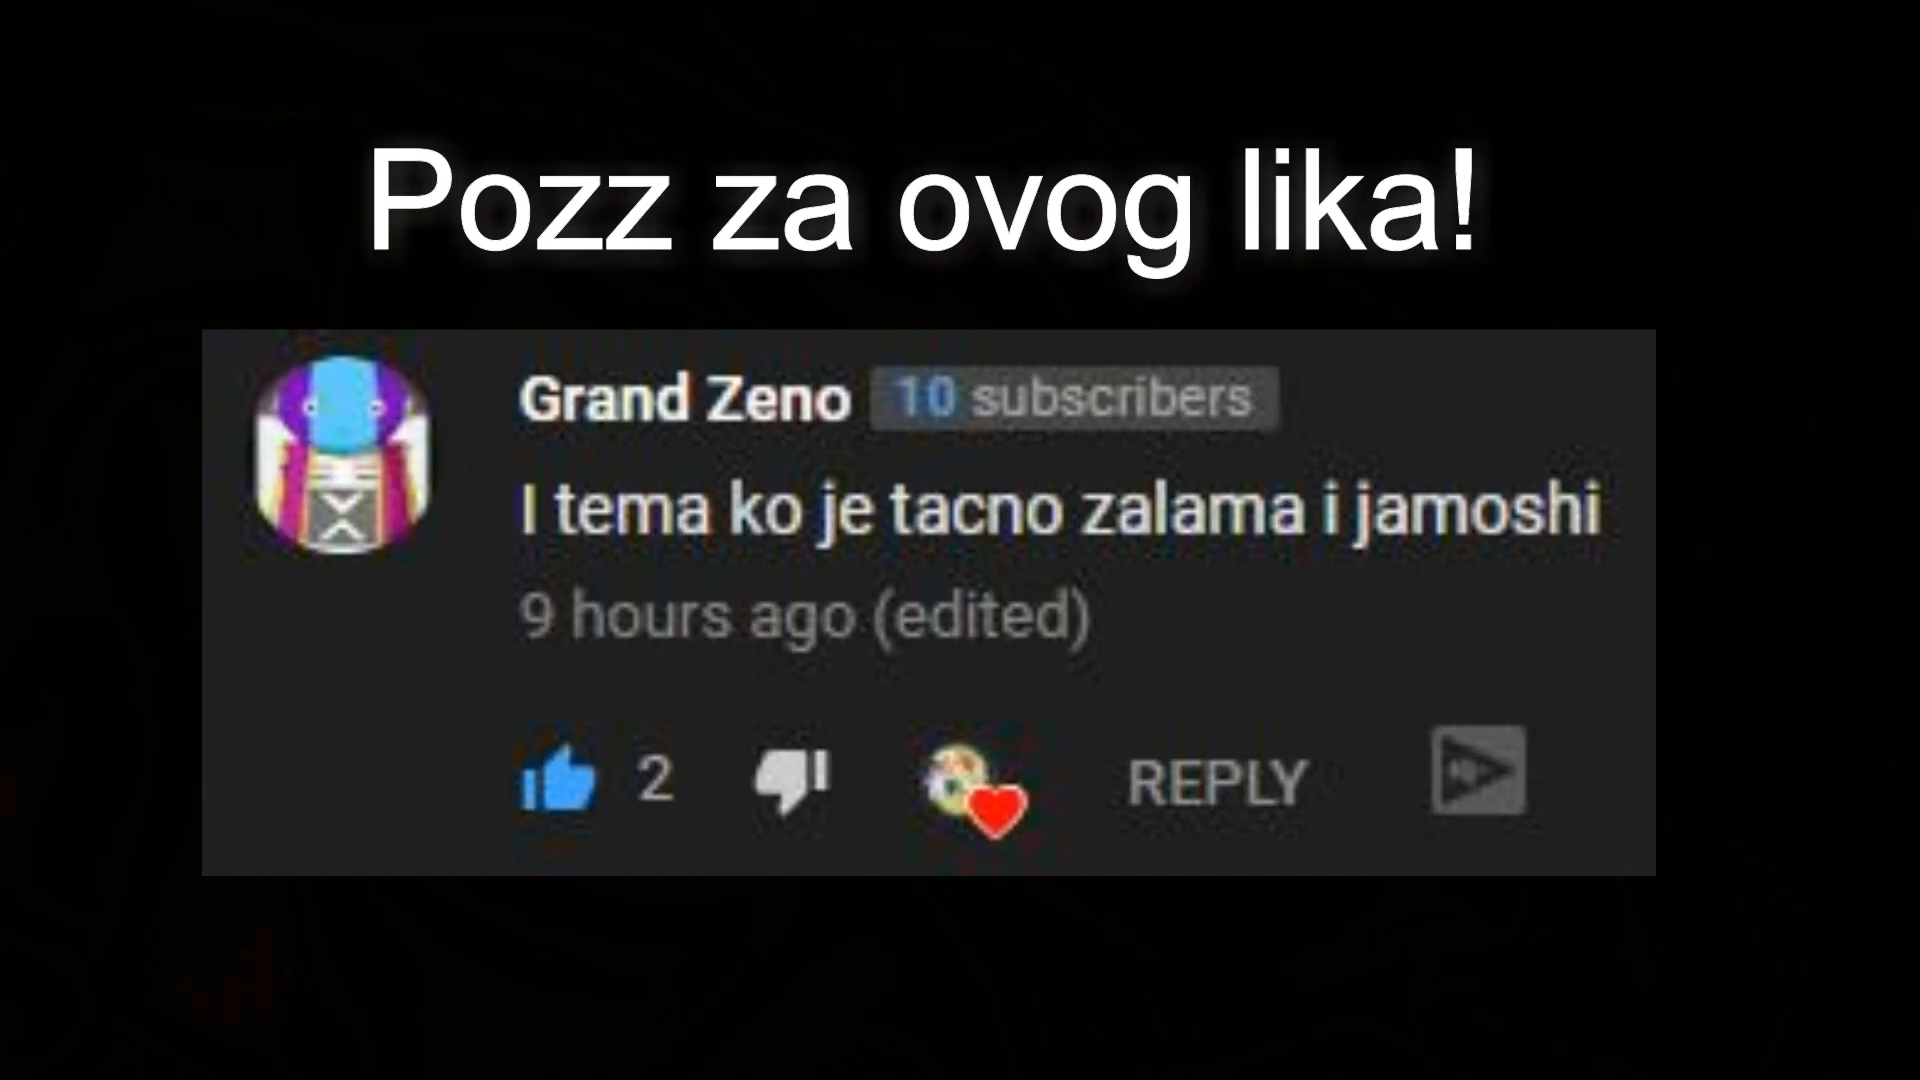 Pozz za ovog lika!
Grand Zeno 10 subscribers
I tema ko je tacno zalama i jamoshi
9 hours ago (edited)
2 REPLY